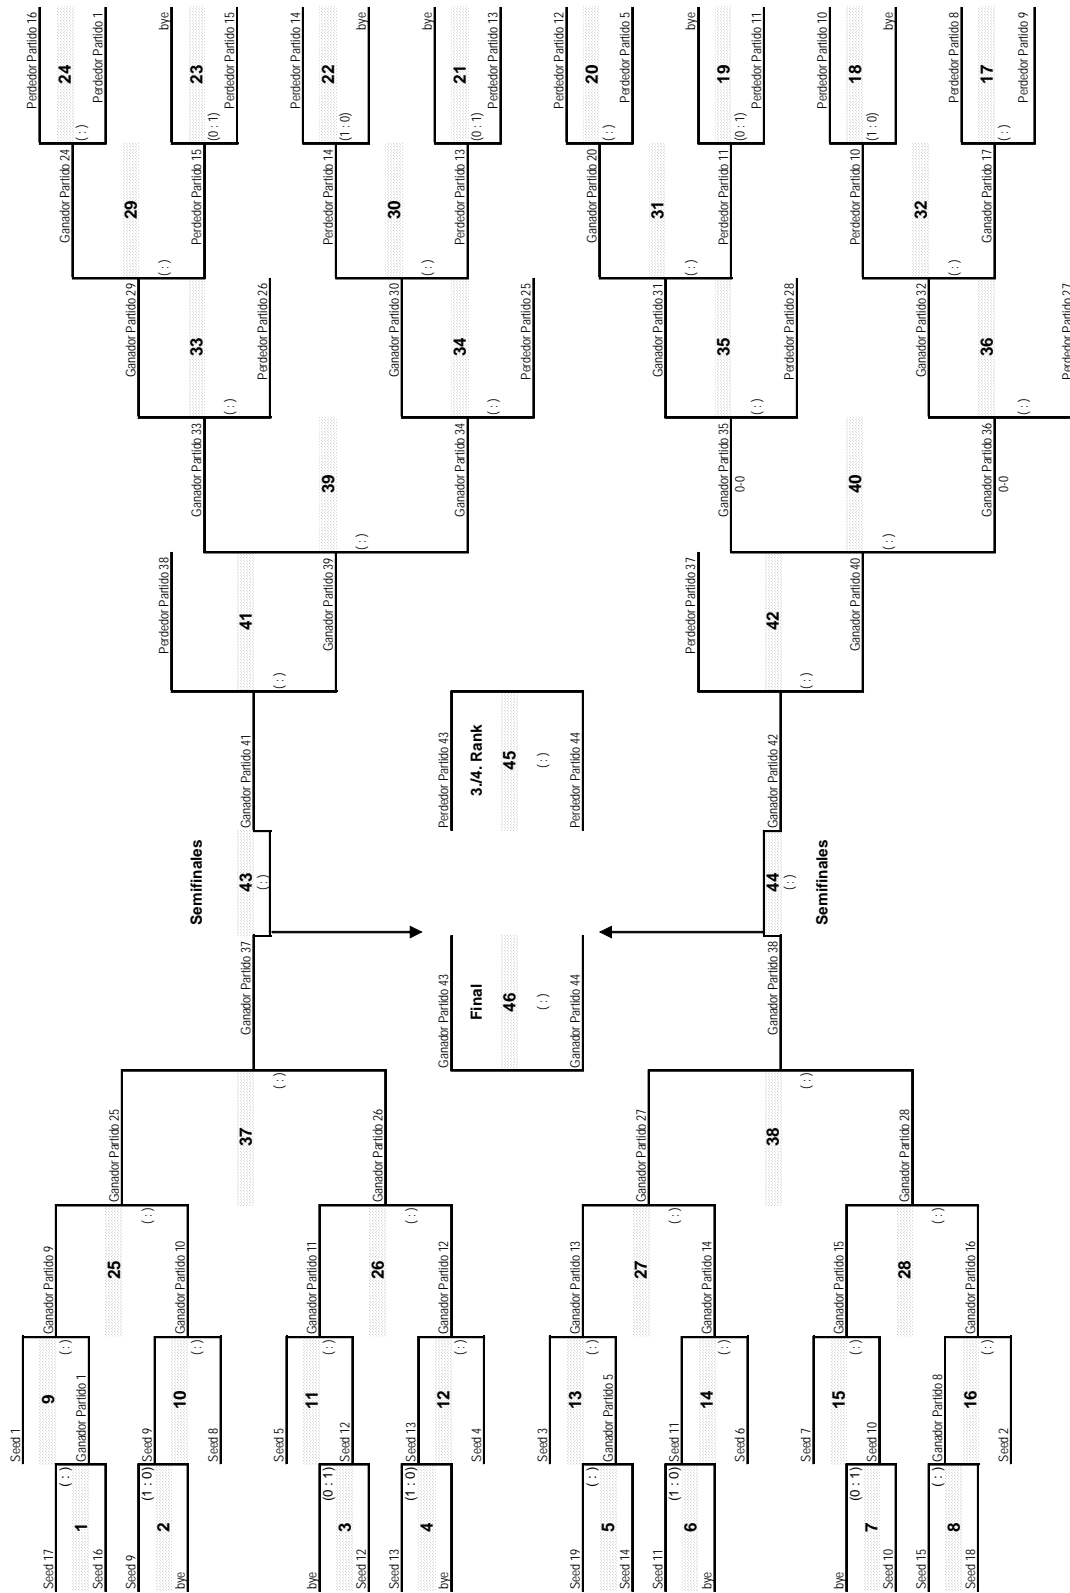 Seed 17
(:)
1
Seed 16
Seed 9
(1 : 0)
2
bye
bye
(0 : 1)
3
Seed 12
Seed 13
(1 : 0)
4
bye
Seed 19
(:)
5
Seed 14
Seed 11
(1 : 0)
6
bye
bye
(0 : 1)
7
Seed 10
Seed 15
(:)
8
Seed 18
Seed 1
9
(:)
Ganador Partido 1
Seed 9
10
(:)
Seed 8
Seed 5
11
(:)
Seed 12
Seed 13
12
(:)
Seed 4
Seed 3
13
(:)
Ganador Partido 5
Seed 11
14
(:)
Seed 6
Seed 7
15
(:)
Seed 10
Ganador Partido 8
16
(:)
Seed 2
Ganador Partido 9
25
(:)
Ganador Partido 10
Ganador Partido 11
26
(:)
Ganador Partido 12
Ganador Partido 13
27
(:)
Ganador Partido 14
Ganador Partido 15
28
(:)
Ganador Partido 16
Ganador Partido 25
37
(:)
Ganador Partido 26
Ganador Partido 27
38
(:)
Ganador Partido 28
Ganador Partido 37
Semifinales
43
(:)
Ganador Partido 41
Ganador Partido 43
Final
46
(:)
Ganador Partido 44
Perdedor Partido 43
3./4. Rank
45
(:)
Perdedor Partido 44
Ganador Partido 38
44
(:)
Semifinales
Ganador Partido 42
Perdedor Partido 38
41
(:)
Ganador Partido 39
Perdedor Partido 37
42
(:)
Ganador Partido 40
Ganador Partido 33
39
(:)
Ganador Partido 34
Ganador Partido 35
0-0
40
(:)
Ganador Partido 36
0-0
Ganador Partido 29
33
(:)
Perdedor Partido 26
Ganador Partido 30
34
(:)
Perdedor Partido 25
Ganador Partido 31
35
(:)
Perdedor Partido 28
Ganador Partido 32
36
(:)
Perdedor Partido 27
Ganador Partido 24
29
(:)
Perdedor Partido 15
Perdedor Partido 14
30
(:)
Perdedor Partido 13
Ganador Partido 20
31
(:)
Perdedor Partido 11
Perdedor Partido 10
32
(:)
Ganador Partido 17
Perdedor Partido 16
24
(:)
Perdedor Partido 1
bye
23
(0 : 1)
Perdedor Partido 15
Perdedor Partido 14
22
(1 : 0)
bye
bye
21
(0 : 1)
Perdedor Partido 13
Perdedor Partido 12
20
(:)
Perdedor Partido 5
bye
19
(0 : 1)
Perdedor Partido 11
Perdedor Partido 10
18
(1 : 0)
bye
Perdedor Partido 8
17
(:)
Perdedor Partido 9